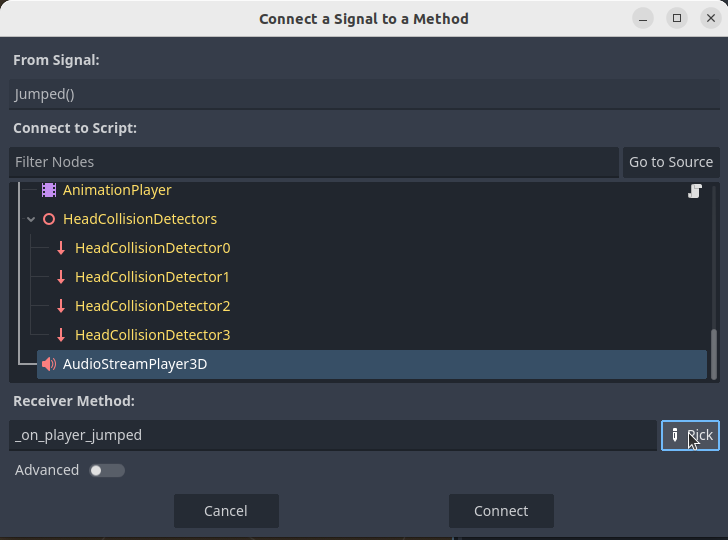 Connect a Signal to a Method
From Signal:
Jumped()
Connect to Script:
Filter Nodes
Go to Source
AnimationPlayer
HeadCollisionDetectors
HeadCollisionDetector0
HeadCollisionDetector1
HeadCollisionDetector2
HeadCollisionDetector3
AudioStreamPlayer3D
Receiver Method:
_on_player_jumped
Pick
Advanced
Cancel
Connect